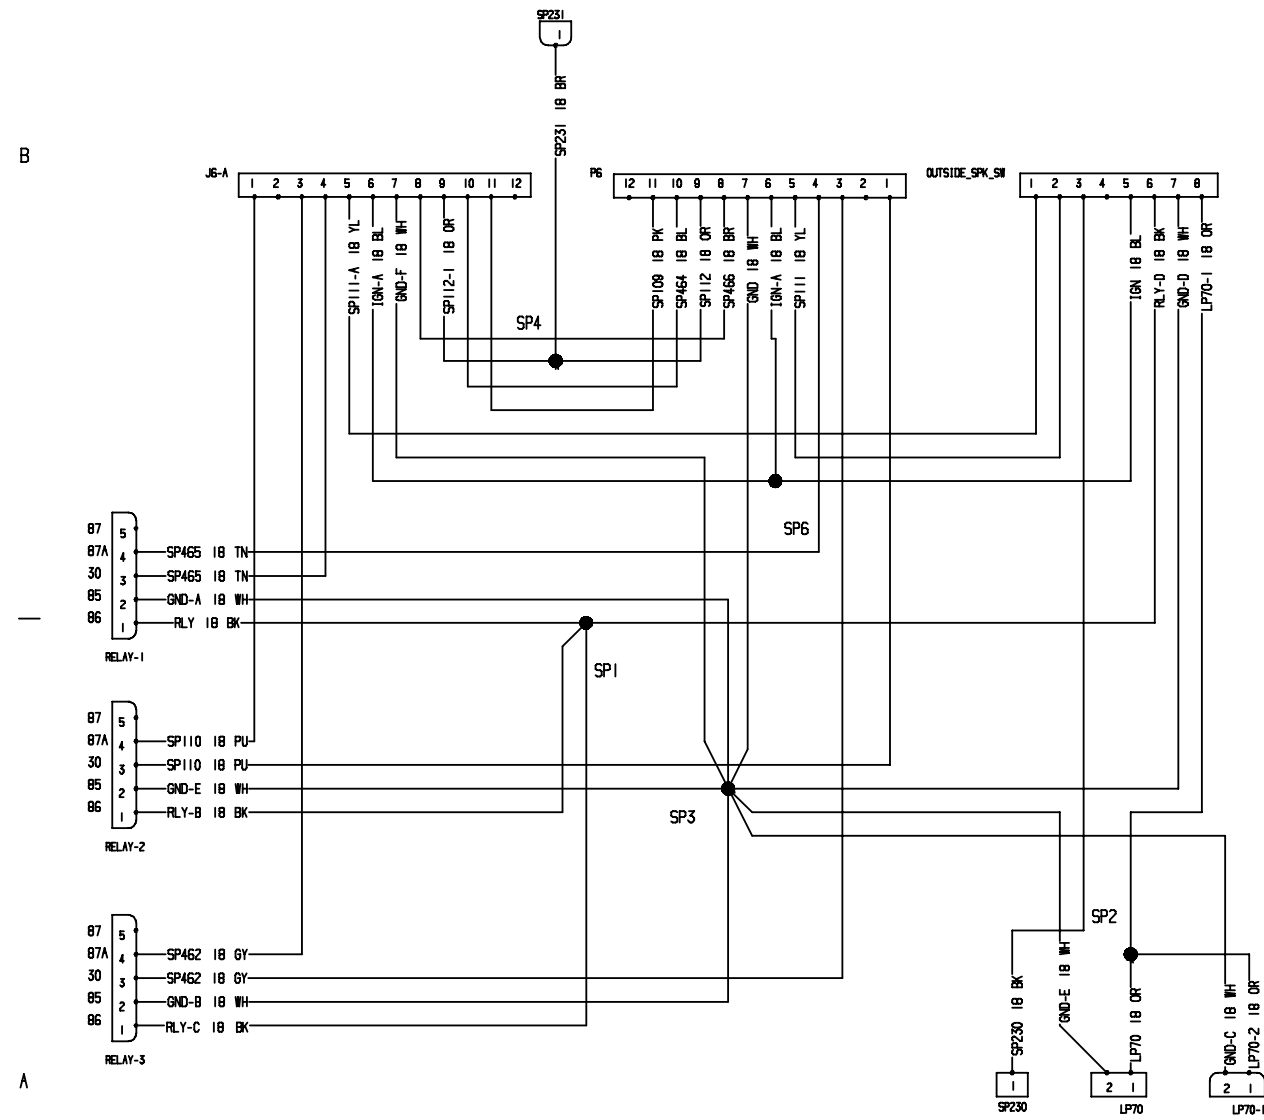 SP231
1
SP231 18 BR
B
J6-A
1 2 3 4 5 6 7 8 9 10 11 12
P6
12 11 10 9 8 7 6 5 4 3 2 1
OUTSIDE_SPK_SW
1 2 3 4 5 6 7 8
SP111-A 18 YL
IGN-A 18 BL
GND-F 18 WH
SP112-1 18 OR
SP109 18 PK
SP464 18 BL
SP112 18 OR
SP466 18 BR
GND 18 WH
IGN-A 18 BL
SP111 18 YL
IGN 18 BL
RLY-D 18 BK
GND-D 18 WH
LP70-1 18 OR
SP4
SP6
87 5
87A 4 SP465 18 TN
30 3 SP465 18 TN
85 2 GND-A 18 WH
86 1 RLY 18 BK
RELAY-1
SP1
87 5
87A 4 SP110 18 PU
30 3 SP110 18 PU
85 2 GND-E 18 WH
86 1 RLY-B 18 BK
RELAY-2
SP3
SP2
87 5
87A 4 SP462 18 GY
30 3 SP462 18 GY
85 2 GND-B 18 WH
86 1 RLY-C 18 BK
RELAY-3
SP230 18 BK
GND-E 18 WH
LP70 18 OR
GND-C 18 WH
LP70-2 18 OR
A
1
SP230
2 1
LP70
2 1
LP70-1